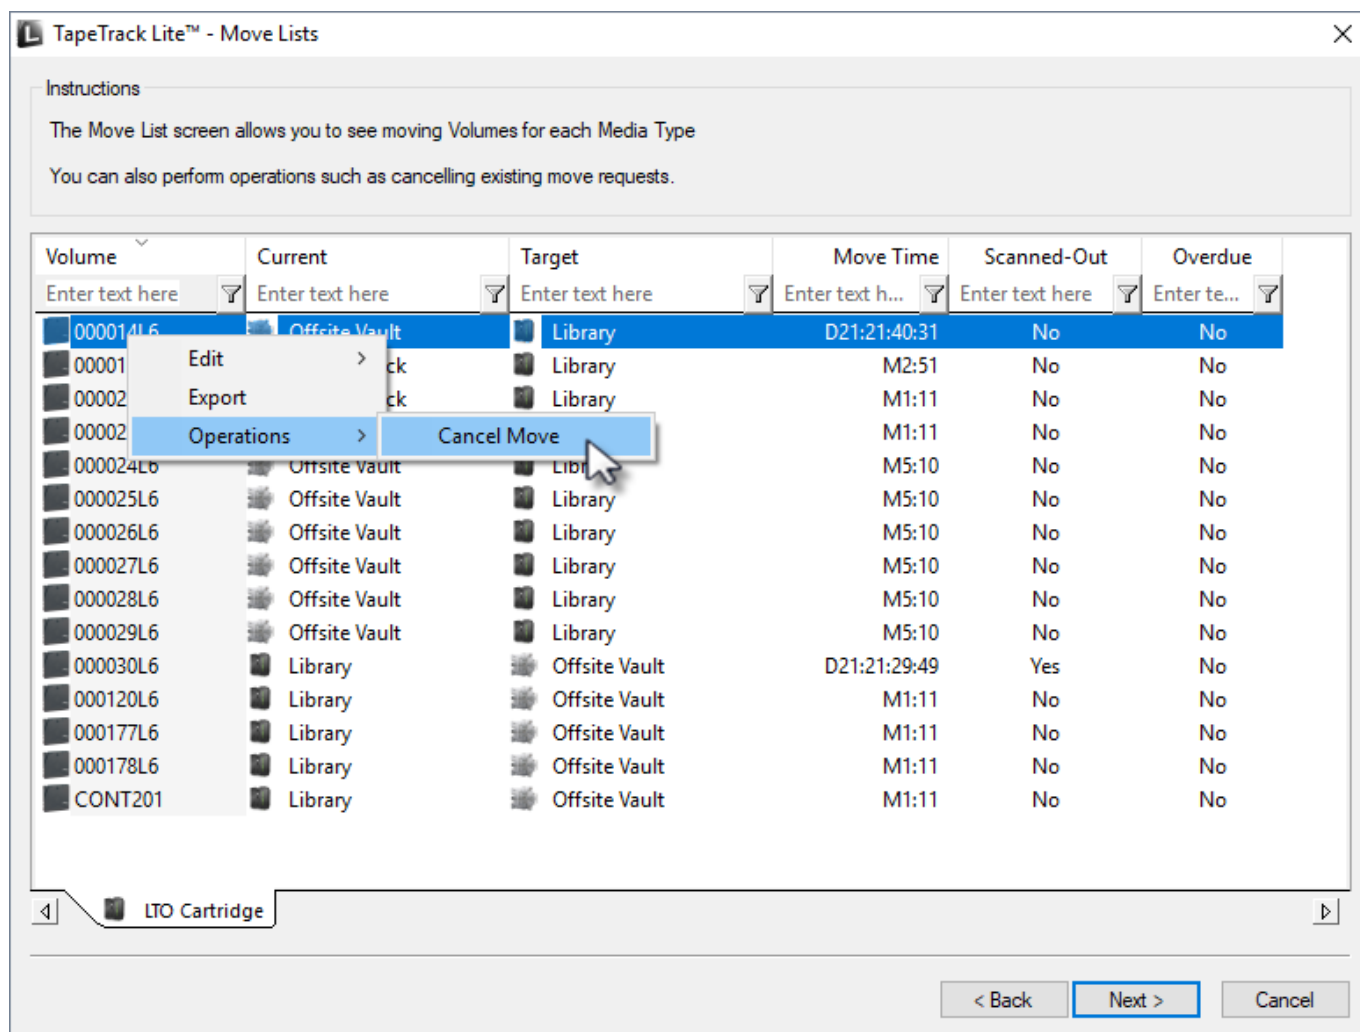 TapeTrack Lite™ - Move Lists
Instructions
The Move List screen allows you to see moving Volumes for each Media Type
You can also perform operations such as cancelling existing move requests.
Volume Current Target Move Time Scanned-Out Overdue
Enter text here Enter text here Enter text here Enter text h... Enter text here Enter te...
000014L6 Offsite Vault Library D21:21:40:31 No No
Edit
00001 ck Library M2:51 No No
Export
00002 ck Library M1:11 No No
Operations Cancel Move
00002 M1:11 No No
000024L6 Offsite Vault M5:10 No No
000025L6 Offsite Vault Library M5:10 No No
000026L6 Offsite Vault Library M5:10 No No
000027L6 Offsite Vault Library M5:10 No No
000028L6 Offsite Vault Library M5:10 No No
000029L6 Offsite Vault Library M5:10 No No
000030L6 Library Offsite Vault D21:21:29:49 Yes No
000120L6 Library Offsite Vault M1:11 No No
000177L6 Library Offsite Vault M1:11 No No
000178L6 Library Offsite Vault M1:11 No No
CONT201 Library Offsite Vault M1:11 No No
LTO Cartridge
< Back Next > Cancel